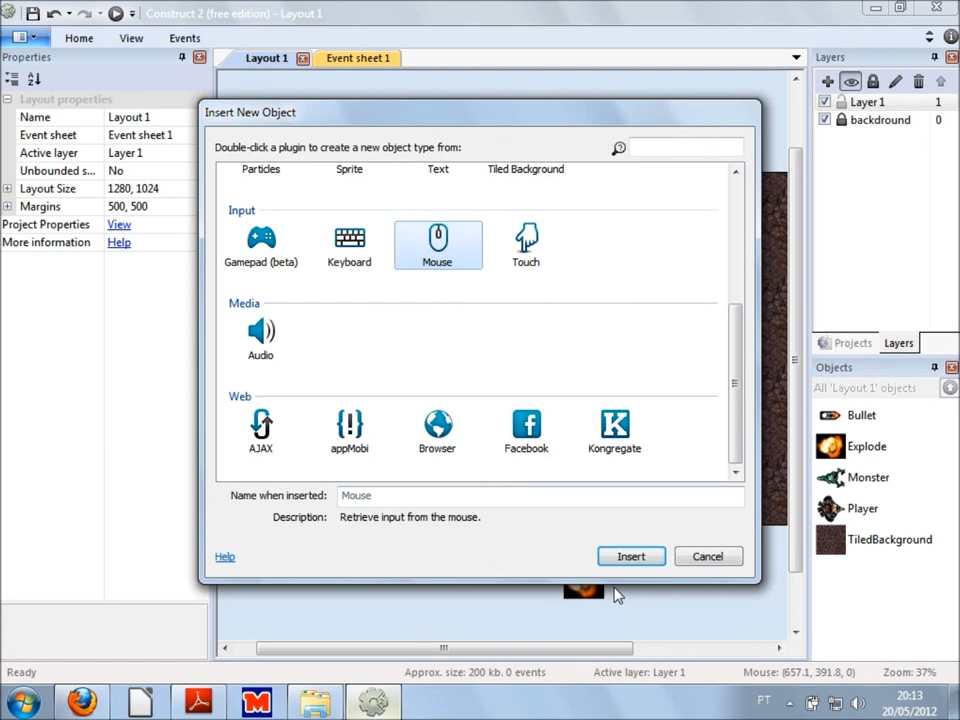 Construct 2 (free edition) - Layout 1
Home View Events
Properties
Layout 1 Event sheet 1
Layers
Layout properties
Name Layout 1
Event sheet Event sheet 1
Active layer Layer 1
Unbounded s... No
Layout Size 1280, 1024
Margins 500, 500
Project Properties View
More information Help
Insert New Object
Double-click a plugin to create a new object type from:
Particles Sprite Text Tiled Background
Input
Gamepad (beta) Keyboard Mouse Touch
Media
Audio
Web
AJAX appMobi Browser Facebook Kongregate
Name when inserted: Mouse
Description: Retrieve input from the mouse.
Help Insert Cancel
Layer 1 1
background 0
Projects Layers
Objects
All 'Layout 1' objects
Bullet
Explode
Monster
Player
TiledBackground
Ready Approx. size: 200 kb. 0 events Active layer: Layer 1 Mouse: (657.1, 391.8, 0) Zoom: 37%
PT 20:13
20/05/2012